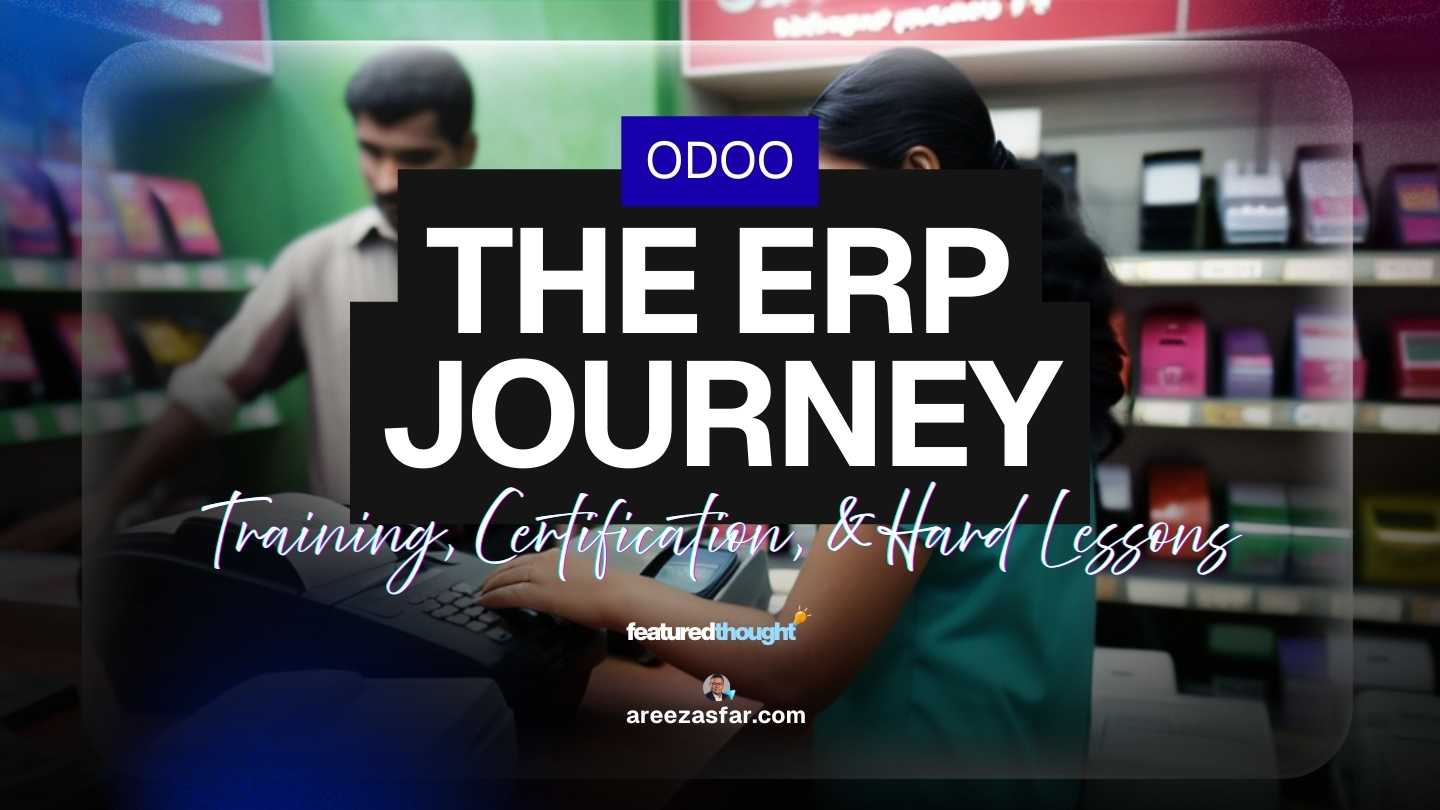 ODOO
THE ERP
JOURNEY
Training, Certification, & Hard Lessons
featuredthought
areezasfar.com